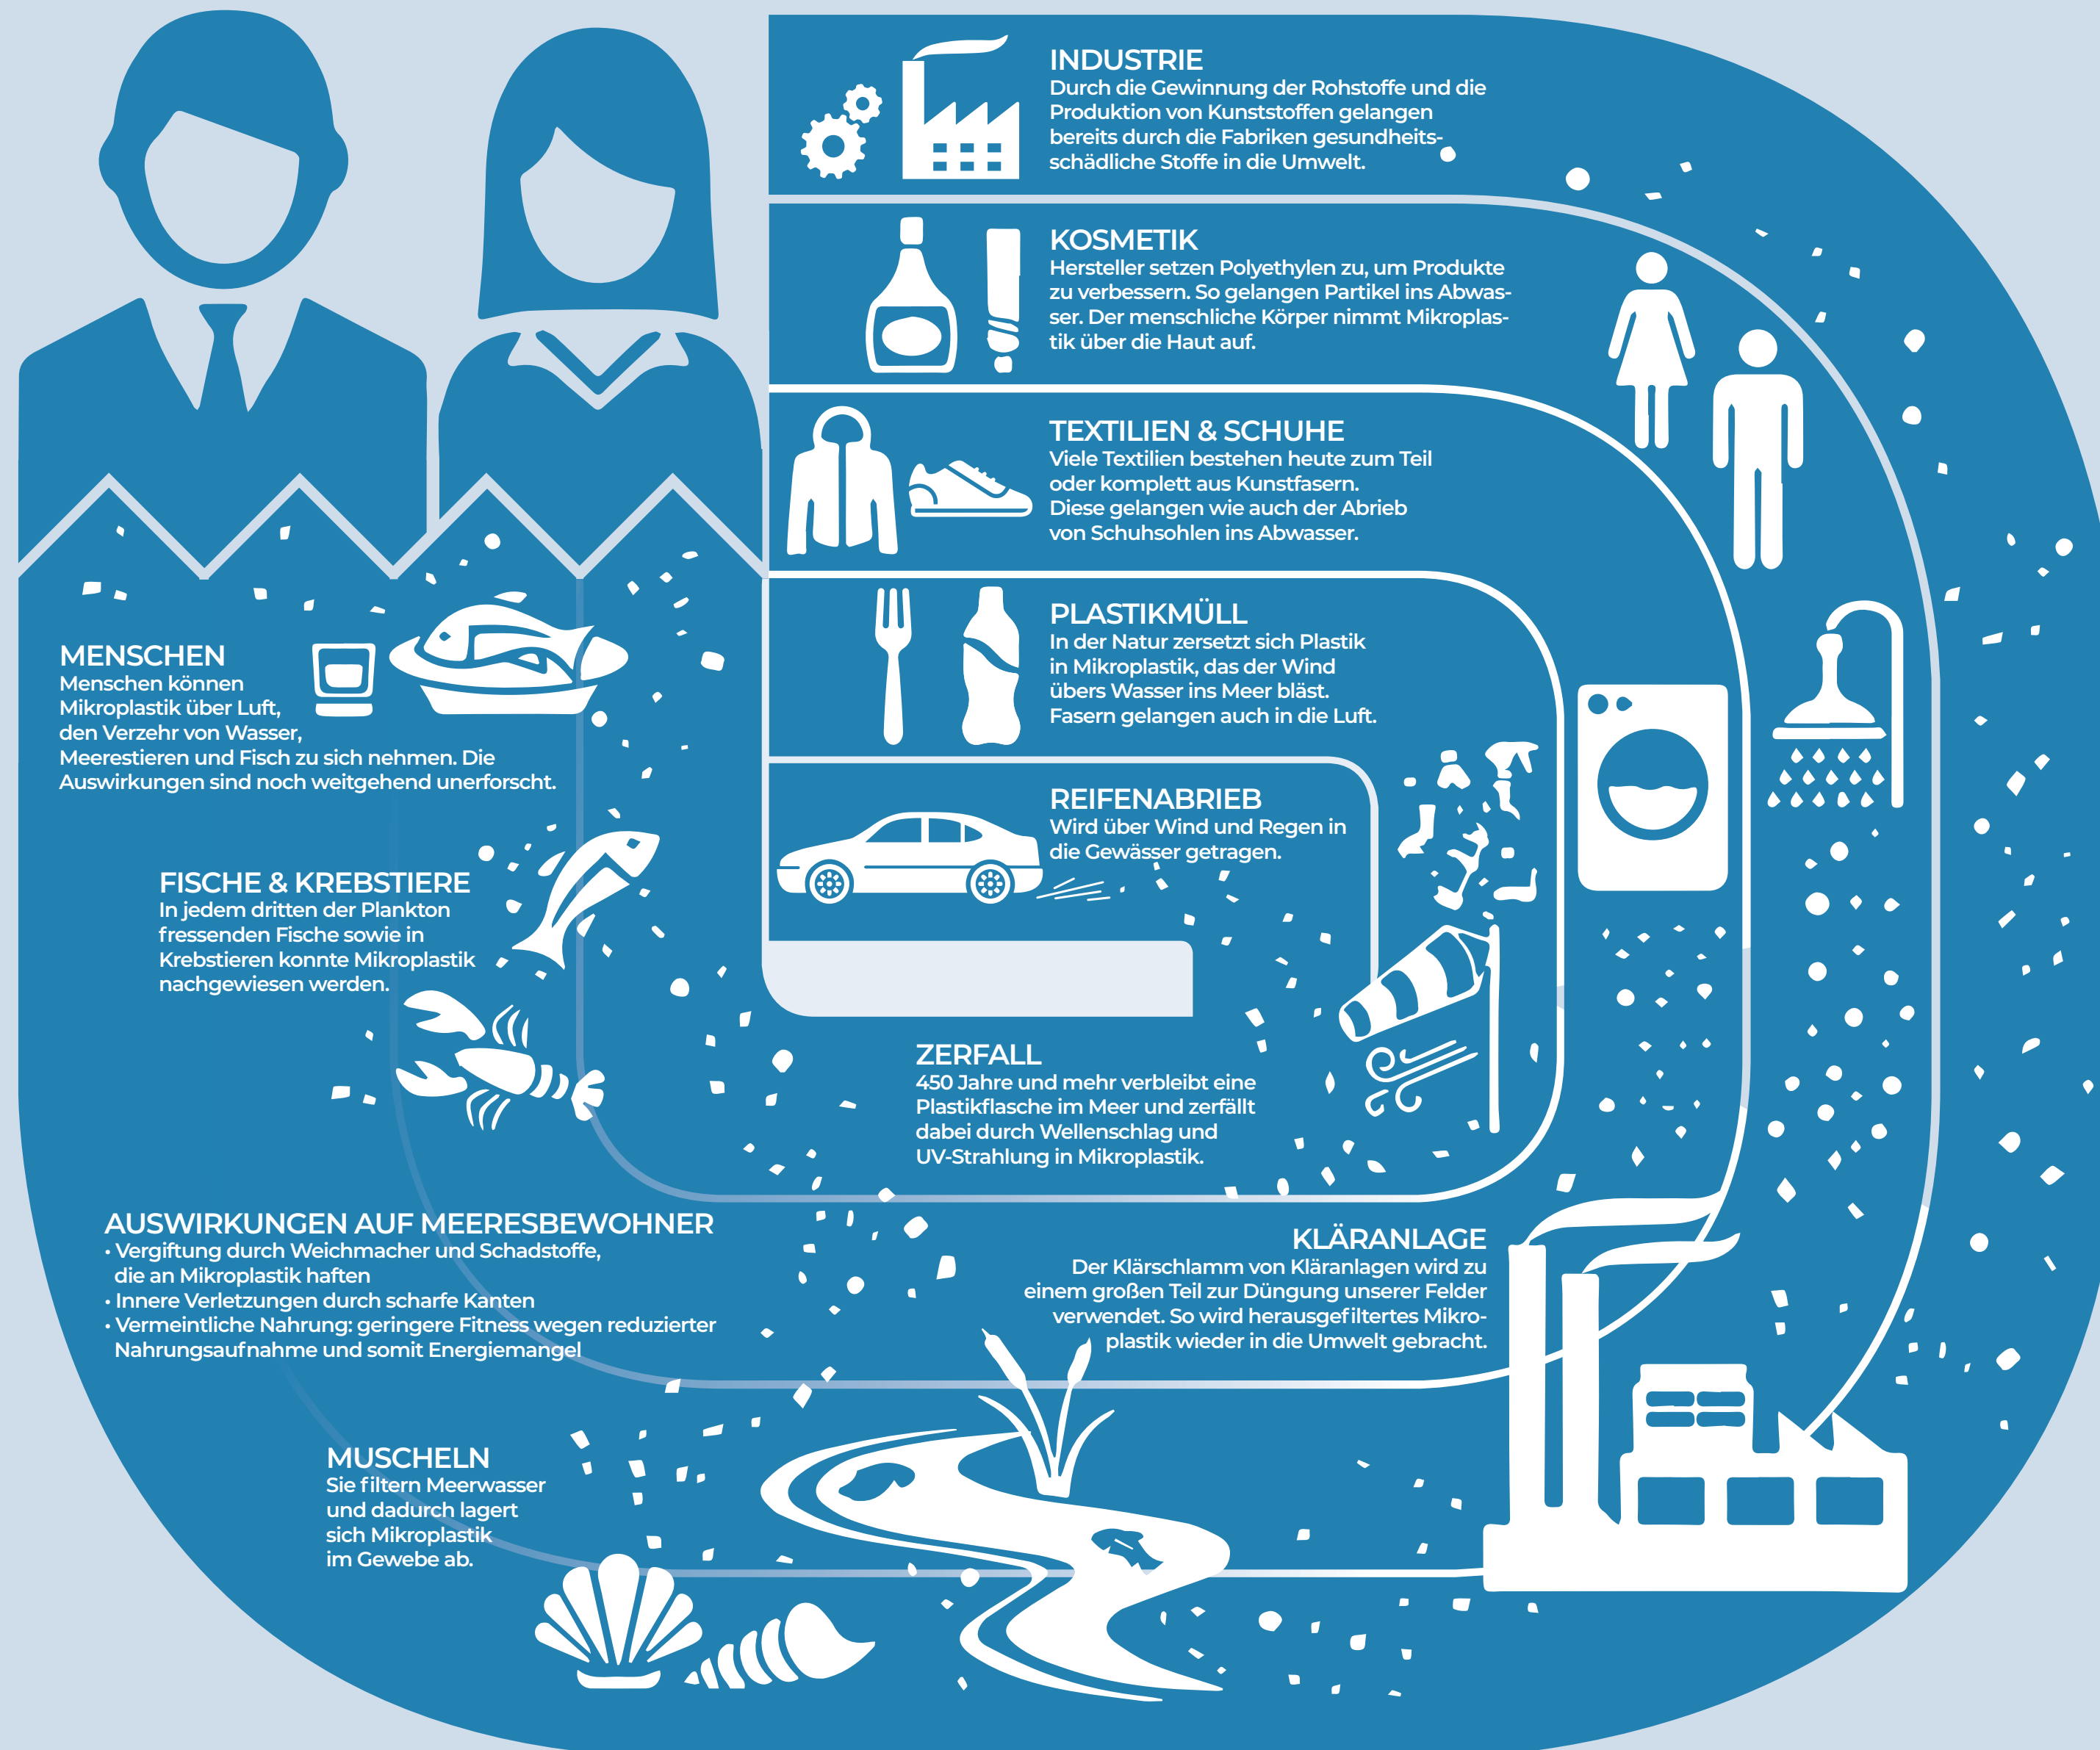 INDUSTRIE
Durch die Gewinnung der Rohstoffe und die
Produktion von Kunststoffen gelangen
bereits durch die Fabriken gesundheits-
schädliche Stoffe in die Umwelt.
KOSMETIK
Hersteller setzen Polyethylen zu, um Produkte
zu verbessern. So gelangen Partikel ins Abwas-
ser. Der menschliche Körper nimmt Mikroplas-
tik über die Haut auf.
TEXTILIEN & SCHUHE
Viele Textilien bestehen heute zum Teil
oder komplett aus Kunstfasern.
Diese gelangen wie auch der Abrieb
von Schuhsohlen ins Abwasser.
PLASTIKMÜLL
In der Natur zersetzt sich Plastik
in Mikroplastik, das der Wind
übers Wasser ins Meer bläst.
Fasern gelangen auch in die Luft.
REIFENABRIEB
Wird über Wind und Regen in
die Gewässer getragen.
MENSCHEN
Menschen können
Mikroplastik über Luft,
den Verzehr von Wasser,
Meerestieren und Fisch zu sich nehmen. Die
Auswirkungen sind noch weitgehend unerforscht.
FISCHE & KREBSTIERE
In jedem dritten der Plankton
fressenden Fische sowie in
Krebstieren konnte Mikroplastik
nachgewiesen werden.
ZERFALL
450 Jahre und mehr verbleibt eine
Plastikflasche im Meer und zerfällt
dabei durch Wellenschlag und
UV-Strahlung in Mikroplastik.
AUSWIRKUNGEN AUF MEERESBEWOHNER
• Vergiftung durch Weichmacher und Schadstoffe,
die an Mikroplastik haften
• Innere Verletzungen durch scharfe Kanten
• Vermeintliche Nahrung: geringere Fitness wegen reduzierter
Nahrungsaufnahme und somit Energiemangel
KLÄRANLAGE
Der Klärschlamm von Kläranlagen wird zu
einem großen Teil zur Düngung unserer Felder
verwendet. So wird herausgefiltertes Mikro-
plastik wieder in die Umwelt gebracht.
MUSCHELN
Sie filtern Meerwasser
und dadurch lagert
sich Mikroplastik
im Gewebe ab.